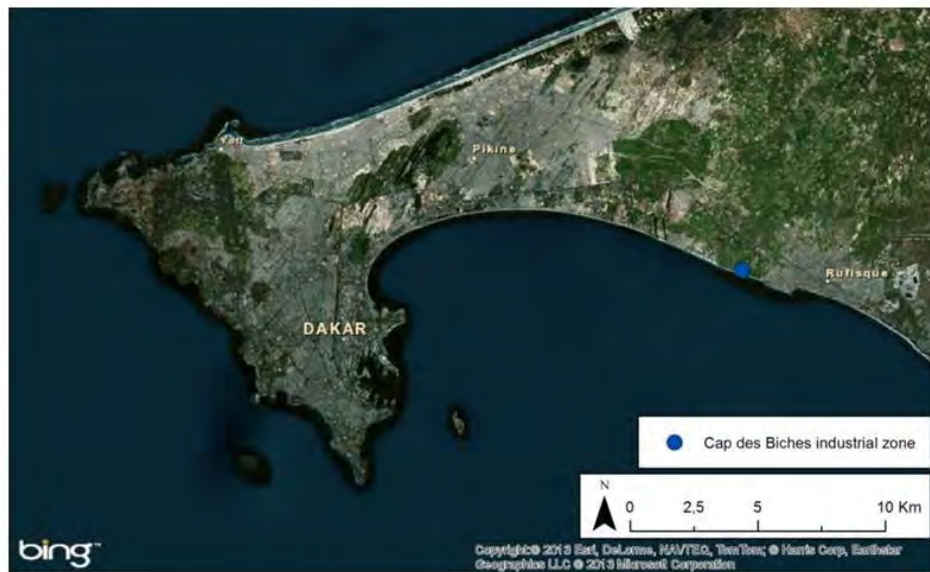 Yoff
Pikine
Rufisque
DAKAR
Cap des Biches industrial zone
N
0 2,5 5 10 Km
bing™
Copyright:© 2013 Esri, DeLorme, NAVTEQ, TomTom; © Harris Corp, Earthstar
Geographics LLC © 2013 Microsoft Corporation